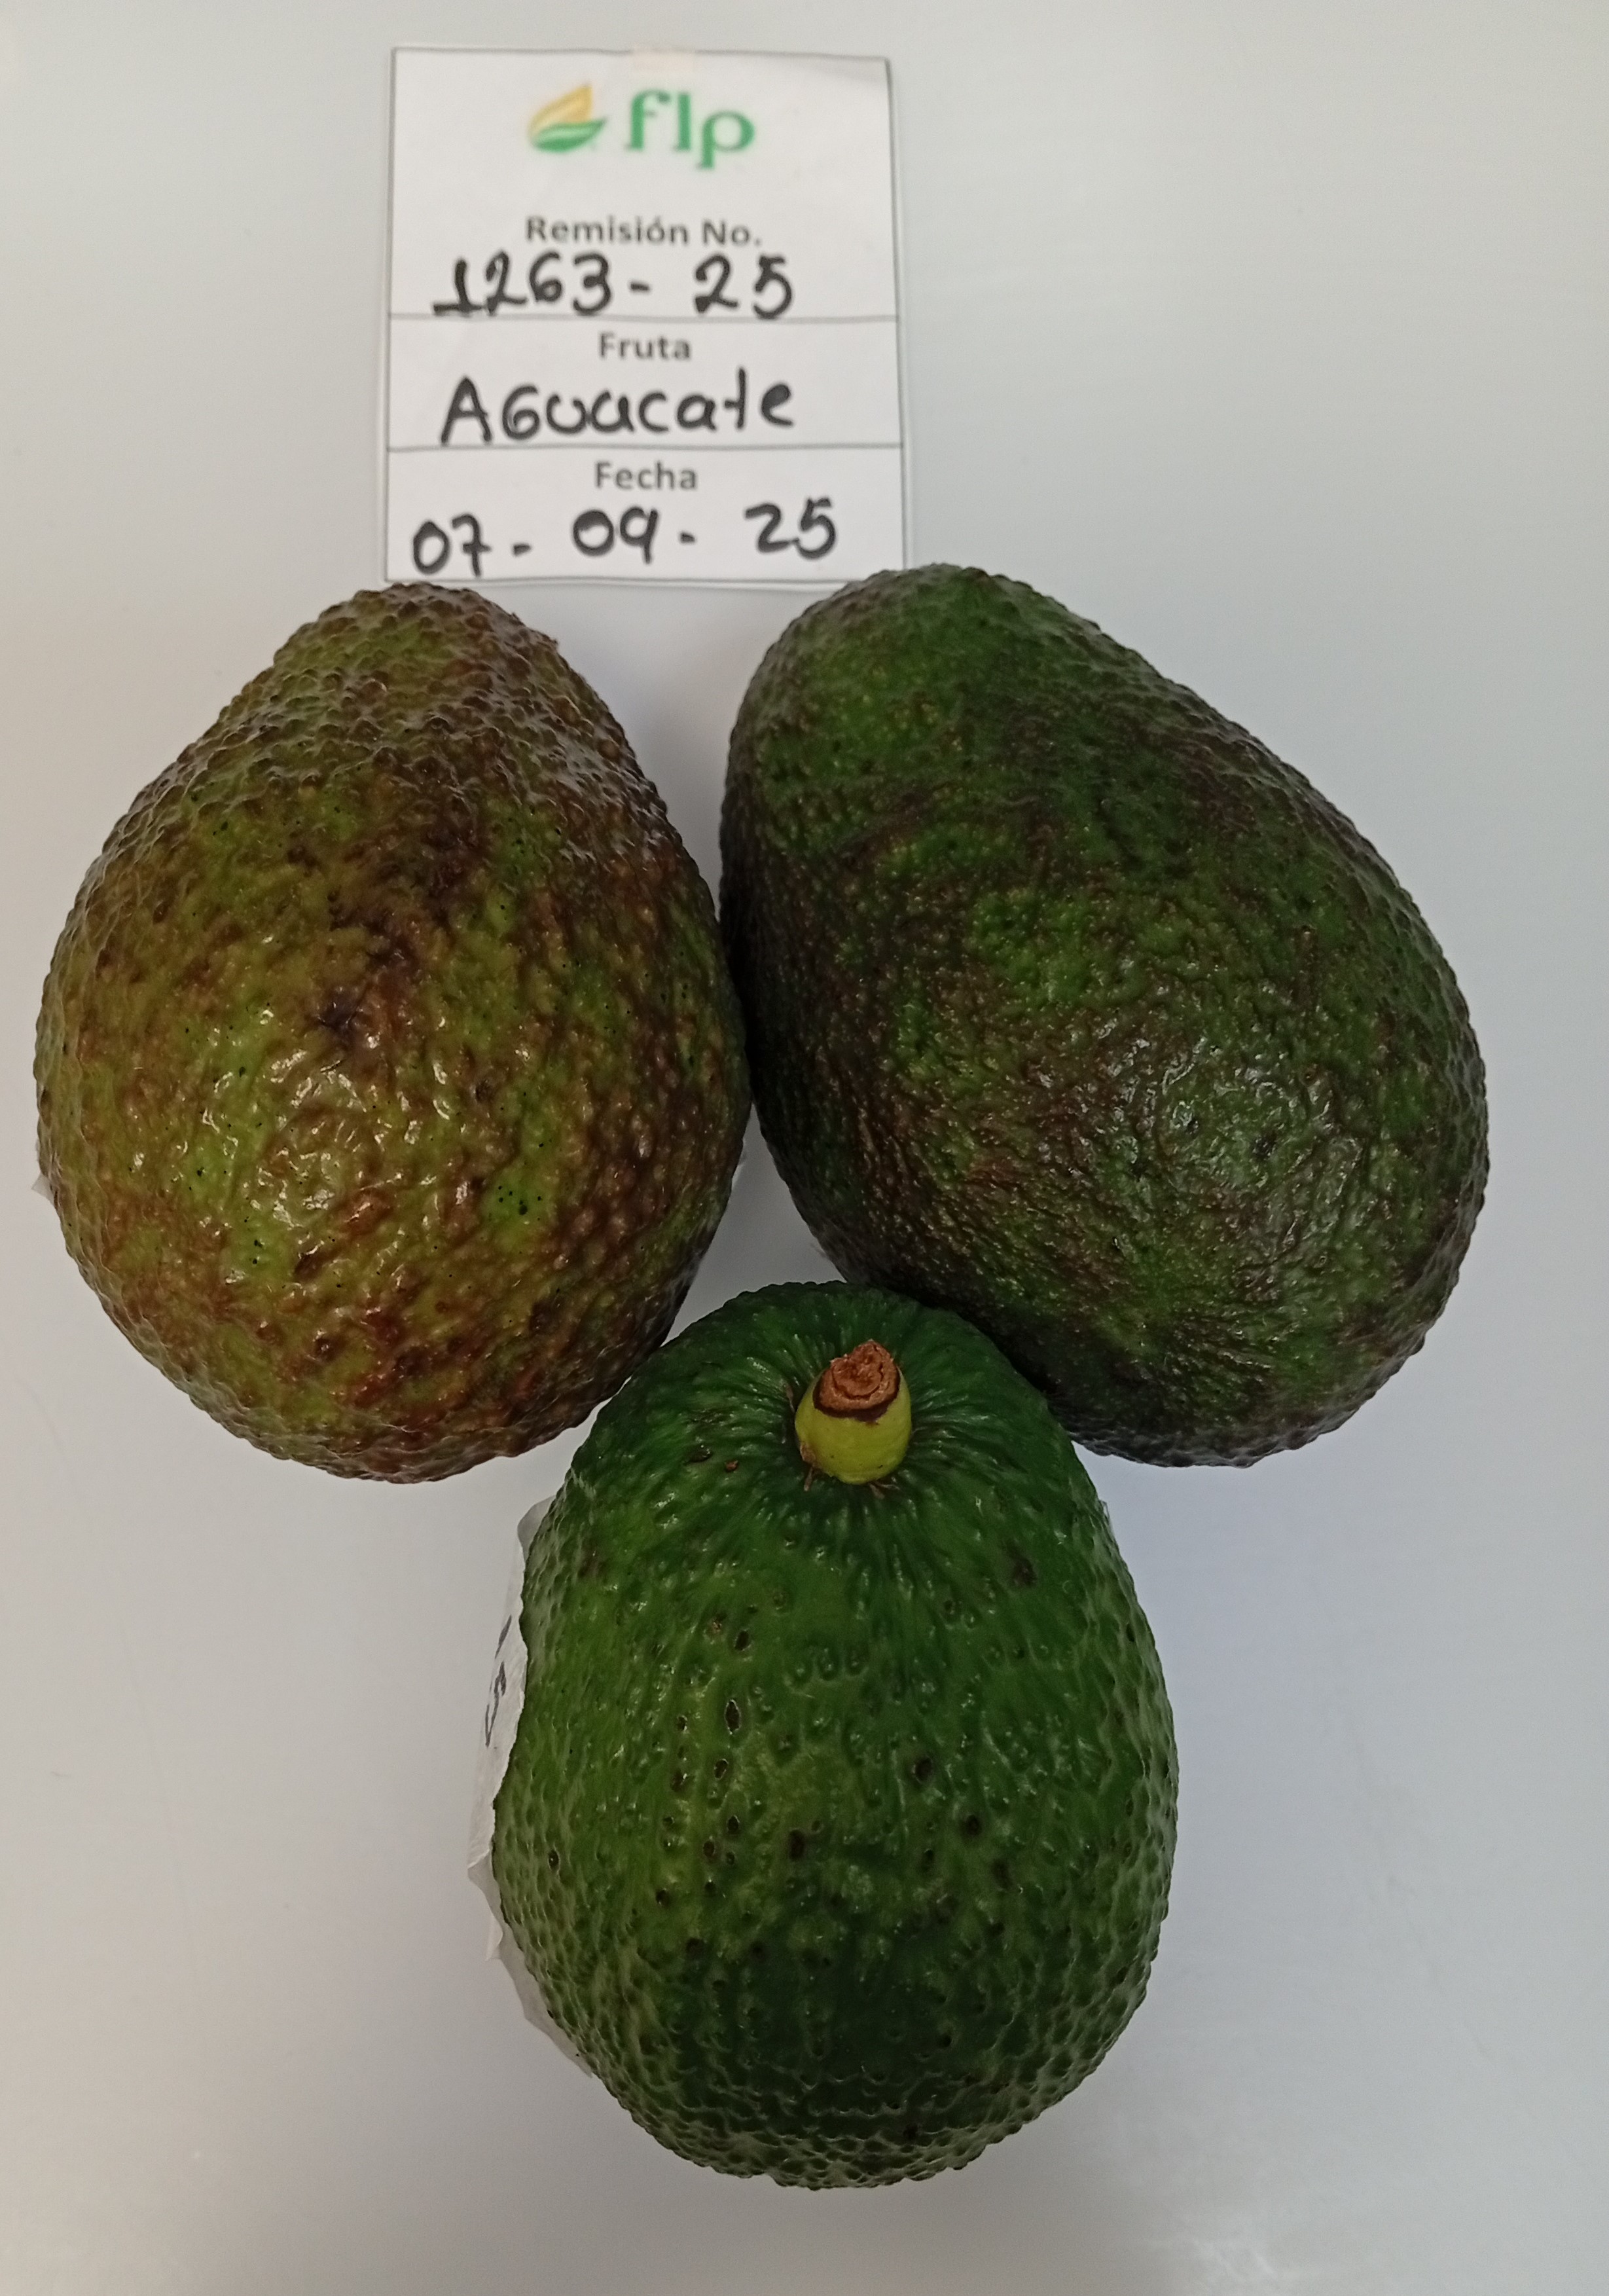 flp
Remisión No.
1263 - 25
Fruta
AGuacate
Fecha
07 - 09 - 25